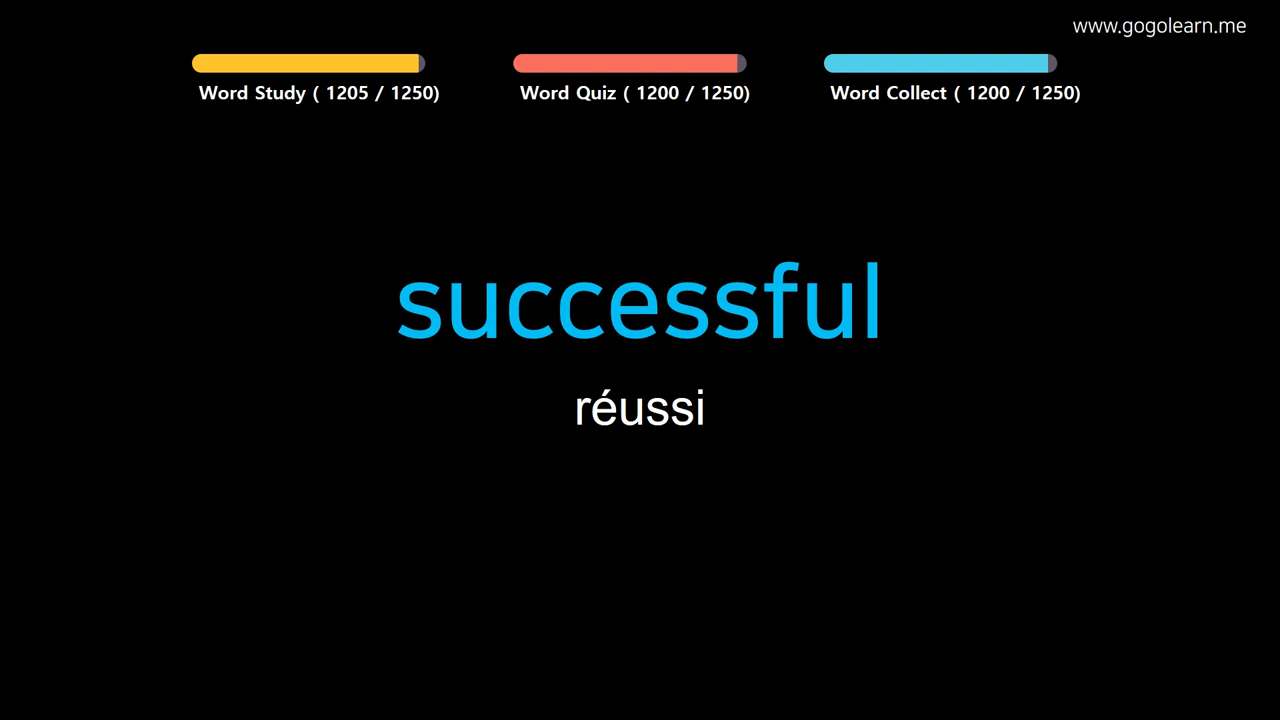 www.gogolearn.me
Word Study ( 1205 / 1250)
Word Quiz ( 1200 / 1250)
Word Collect ( 1200 / 1250)
successful
réussi